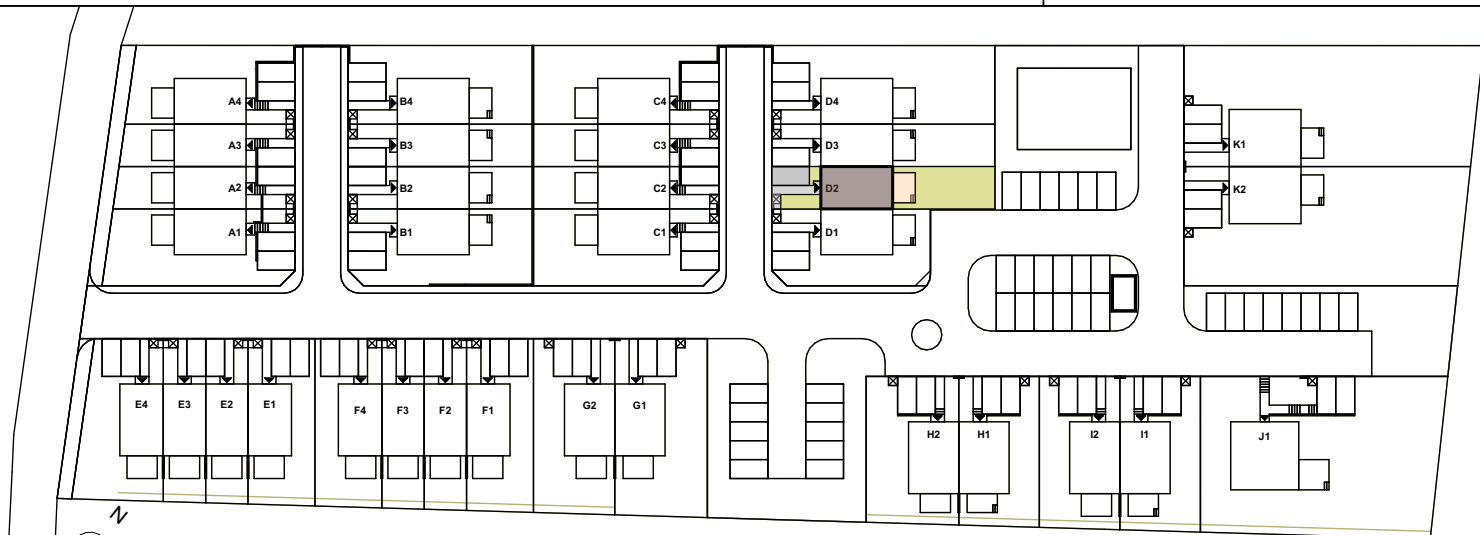 A4 B4 C4 D4
A3 B3 C3 D3 K1
A2 B2 C2 D2 K2
A1 B1 C1 D1
E4 E3 E2 E1 F4 F3 F2 F1 G2 G1
H2 H1 I2 I1 J1
N